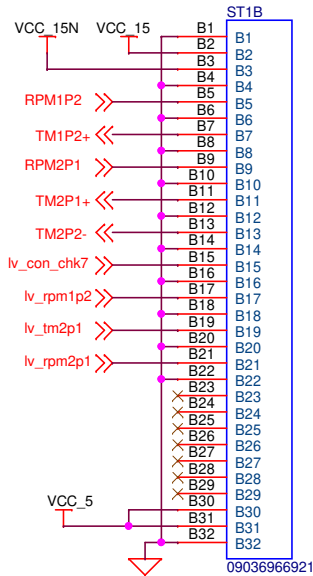 ST1B
VCC_15N VCC_15
B1 B1
B2 B2
B3 B3
B4 B4
RPM1P2 B5 B5
B6 B6
TM1P2+ B7 B7
B8 B8
RPM2P1 B9 B9
B10 B10
TM2P1+ B11 B11
B12 B12
TM2P2- B13 B13
B14 B14
lv_con_chk7 B15 B15
B16 B16
lv_rpm1p2 B17 B17
B18 B18
lv_tm2p1 B19 B19
B20 B20
lv_rpm2p1 B21 B21
B22 B22
B23 B23
B24 B24
B25 B25
B26 B26
B27 B27
B28 B28
B29 B29
VCC_5 B30 B30
B31 B31
B32 B32
09036966921